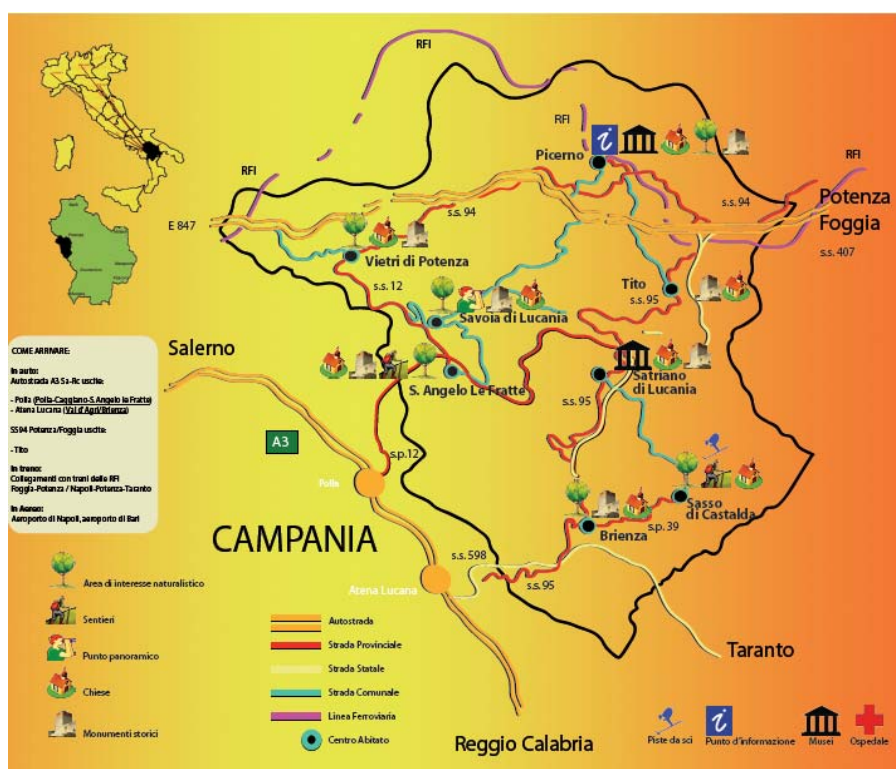 RFI
RFI
Picerno
RFI
s.s. 94
s.s. 94
Potenza
Foggia
E 847
s.s. 407
Vietri di Potenza
s.s. 12
Tito
s.s. 95
Savoia di Lucania
COME ARRIVARE:
In auto:
Autostrada A3 Sa-Rc uscite:
- Polla (Polla-Caggiano-S. Angelo le Fratte)
- Atena Lucana (Val d'Agri/Brienza)
SS94 Potenza/Foggia uscite:
- Tito
In treno:
Collegamenti con treni delle RFI
Foggia-Potenza / Napoli-Potenza-Taranto
In Aereo:
Aeroporto di Napoli, aeroporto di Bari
Salerno
S. Angelo Le Fratte
Satriano
di Lucania
s.s. 95
A3
s.p.12
Polla
Sasso
di Castalda
CAMPANIA
Brienza
s.p. 39
s.s. 598
s.s. 95
Atena Lucana
Taranto
Reggio Calabria
Area di interesse naturalistico
Sentieri
Punto panoramico
Chiese
Monumenti storici
Autostrada
Strada Provinciale
Strada Statale
Strada Comunale
Linea Ferroviaria
Centro Abitato
Piste da sci
Punto d'informazione
Musei
Ospedale